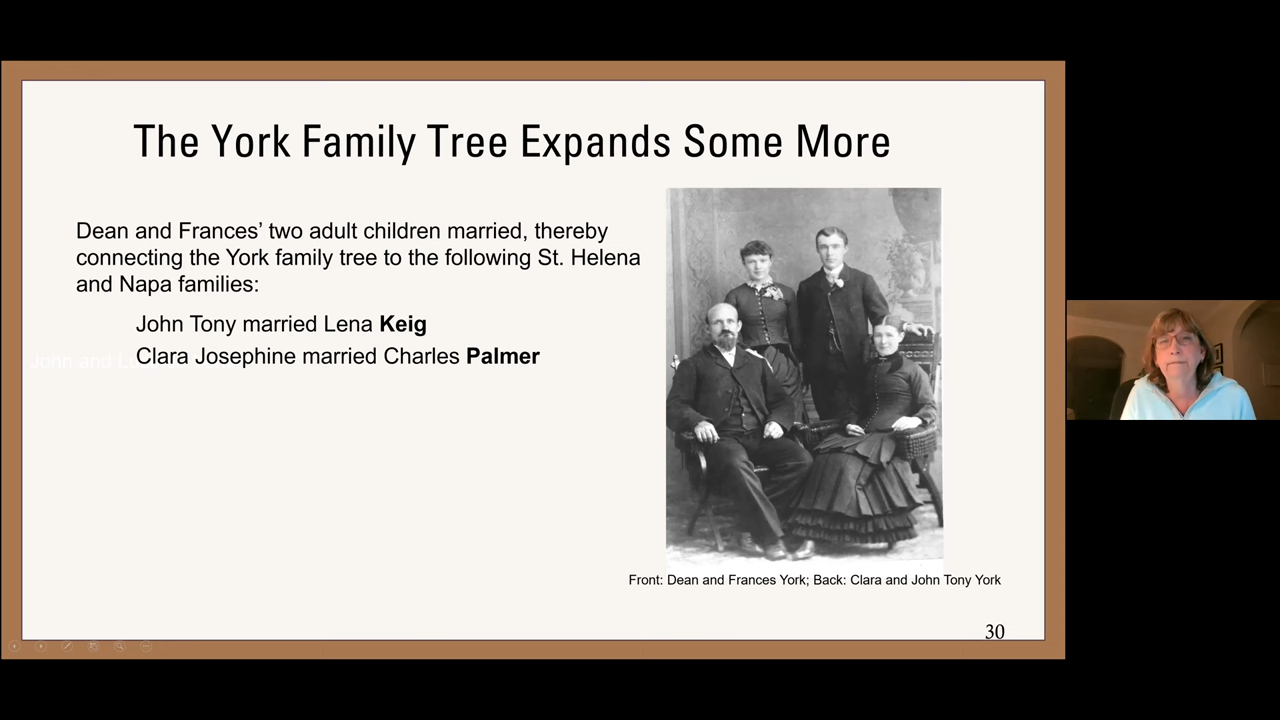 The York Family Tree Expands Some More
Dean and Frances’ two adult children married, thereby
connecting the York family tree to the following St. Helena
and Napa families:
John Tony married Lena Keig
John and L
Clara Josephine married Charles Palmer
Front: Dean and Frances York; Back: Clara and John Tony York
30